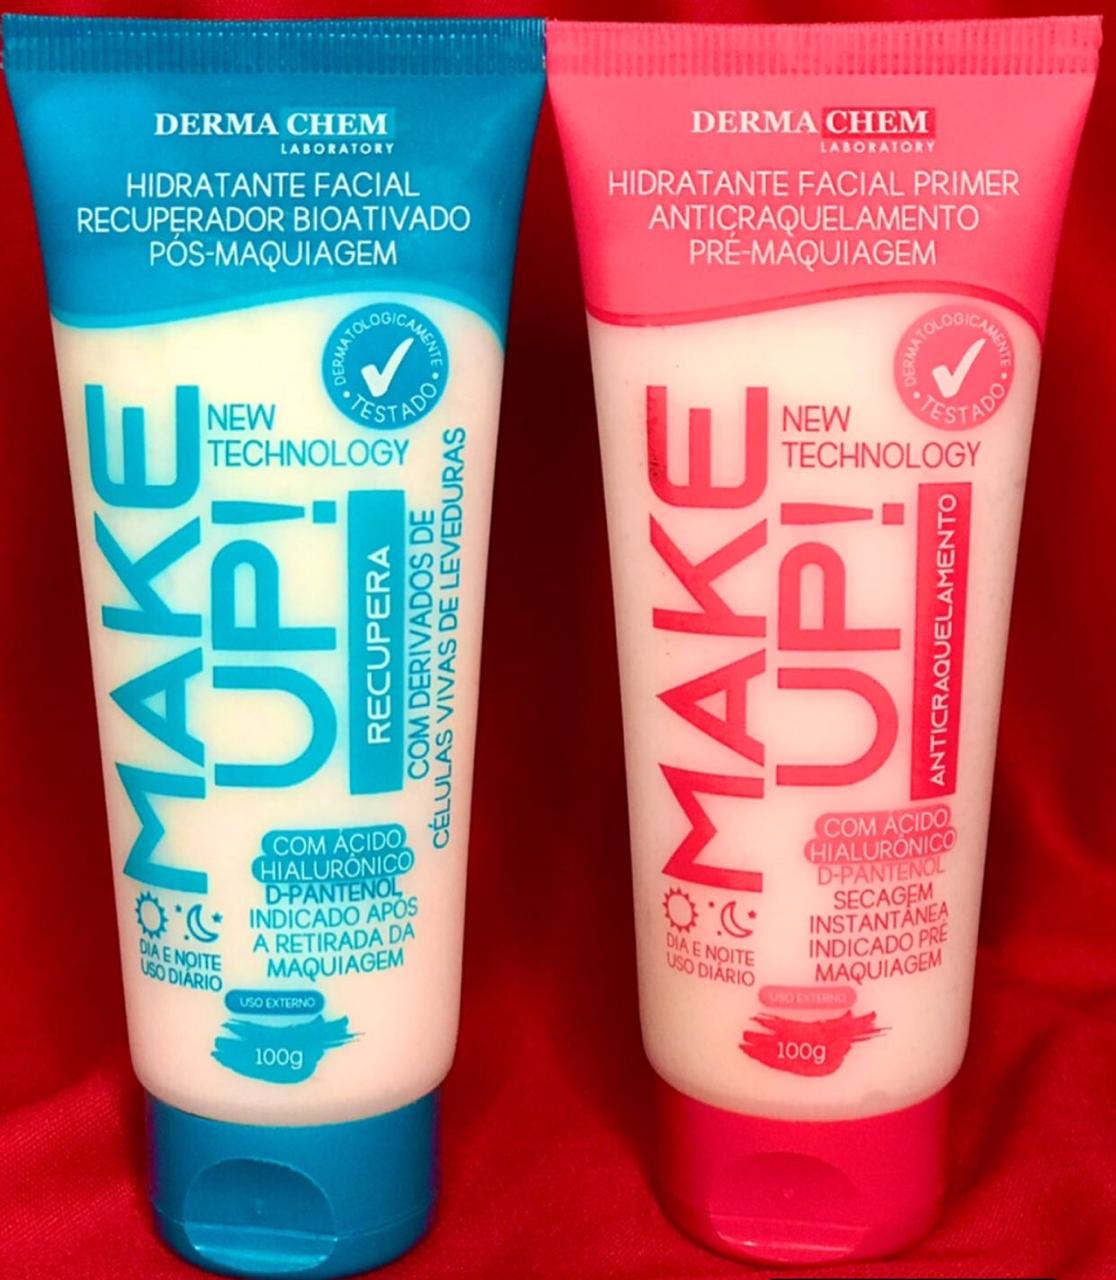 DERMA CHEM
LABORATORY
HIDRATANTE FACIAL
RECUPERADOR BIOATIVADO
PÓS-MAQUIAGEM
DERMATOLOGICAMENTE
TESTADO
NEW
TECHNOLOGY
MAKE
UP!
RECUPERA
COM DERIVADOS DE
CÉLULAS VIVAS DE LEVEDURAS
COM ÁCIDO
HIALURÔNICO
D-PANTENOL
INDICADO APÓS
A RETIRADA DA
MAQUIAGEM
DIA E NOITE
USO DIÁRIO
USO EXTERNO
100g
DERMA CHEM
LABORATORY
HIDRATANTE FACIAL PRIMER
ANTICRAQUELAMENTO
PRÉ-MAQUIAGEM
DERMATOLOGICAMENTE
TESTADO
NEW
TECHNOLOGY
MAKE
UP!
ANTICRAQUELAMENTO
COM ÁCIDO
HIALURÔNICO
D-PANTENOL
SECAGEM
INSTANTÂNEA
INDICADO PRÉ
MAQUIAGEM
DIA E NOITE
USO DIÁRIO
USO EXTERNO
100g